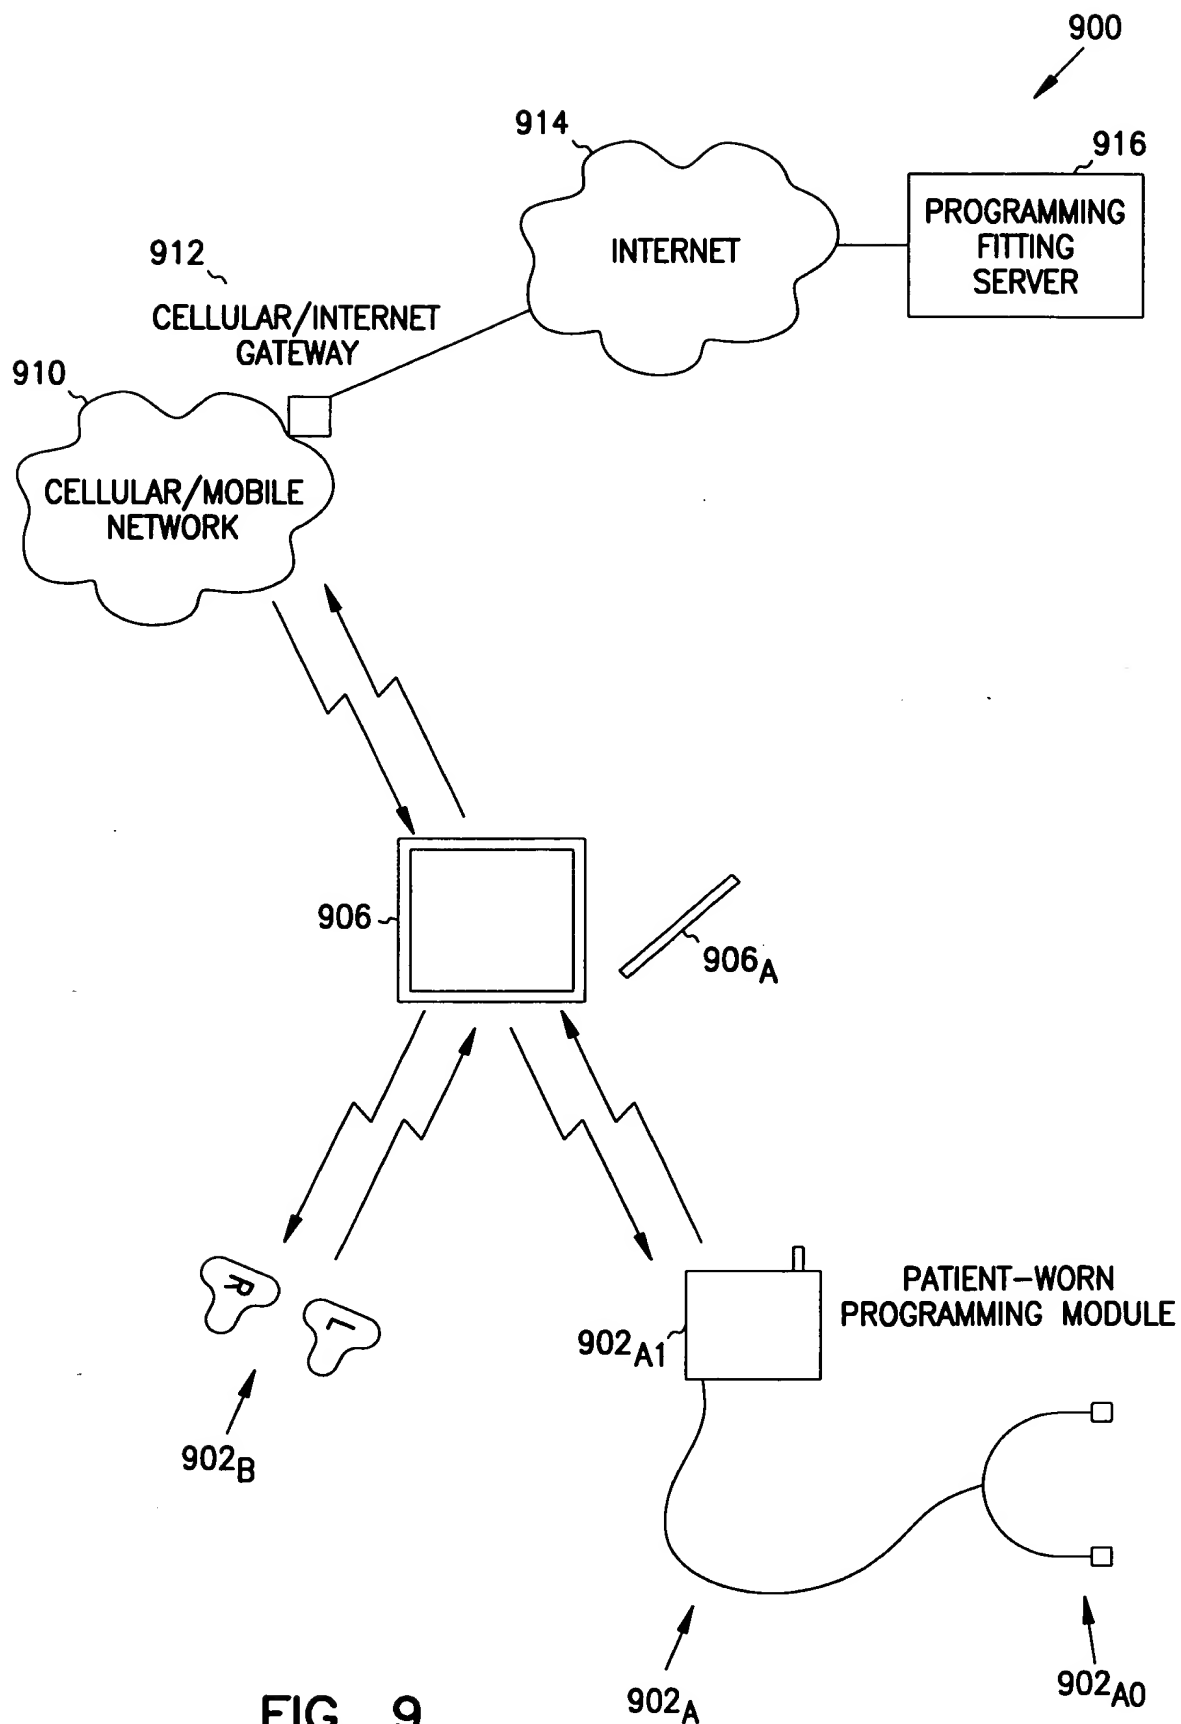 900
914
916
INTERNET
PROGRAMMING
FITTING
SERVER
912
CELLULAR/INTERNET
GATEWAY
910
CELLULAR/MOBILE
NETWORK
906
906A
R
L
902B
PATIENT-WORN
PROGRAMMING MODULE
902A1
902A
902A0
FIG. 9